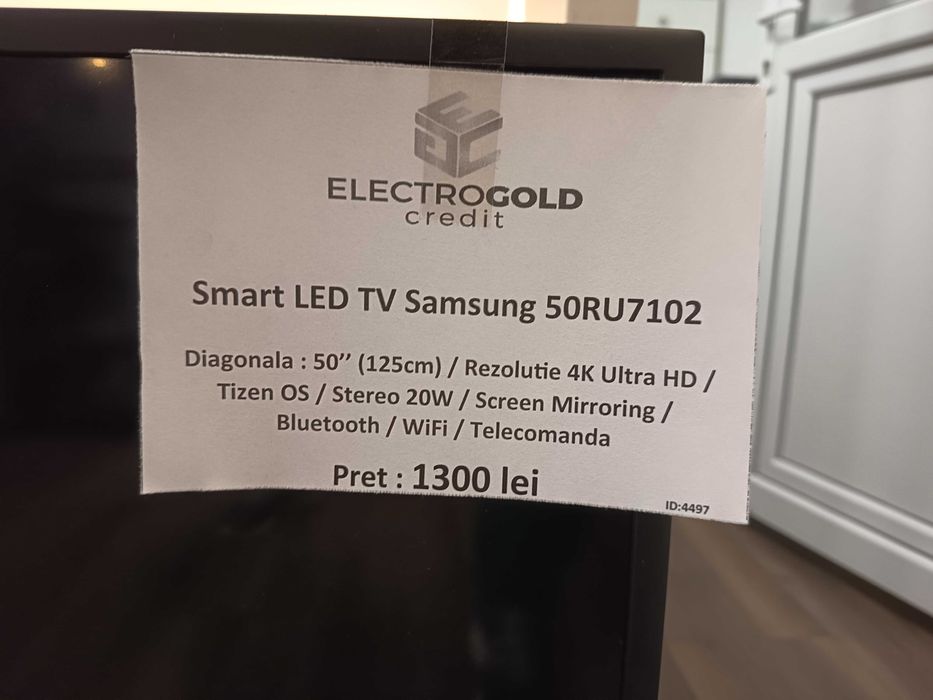 EGC
ELECTROGOLD
credit
Smart LED TV Samsung 50RU7102
Diagonala : 50’’ (125cm) / Rezolutie 4K Ultra HD /
Tizen OS / Stereo 20W / Screen Mirroring /
Bluetooth / WiFi / Telecomanda
Pret : 1300 lei
ID:4497